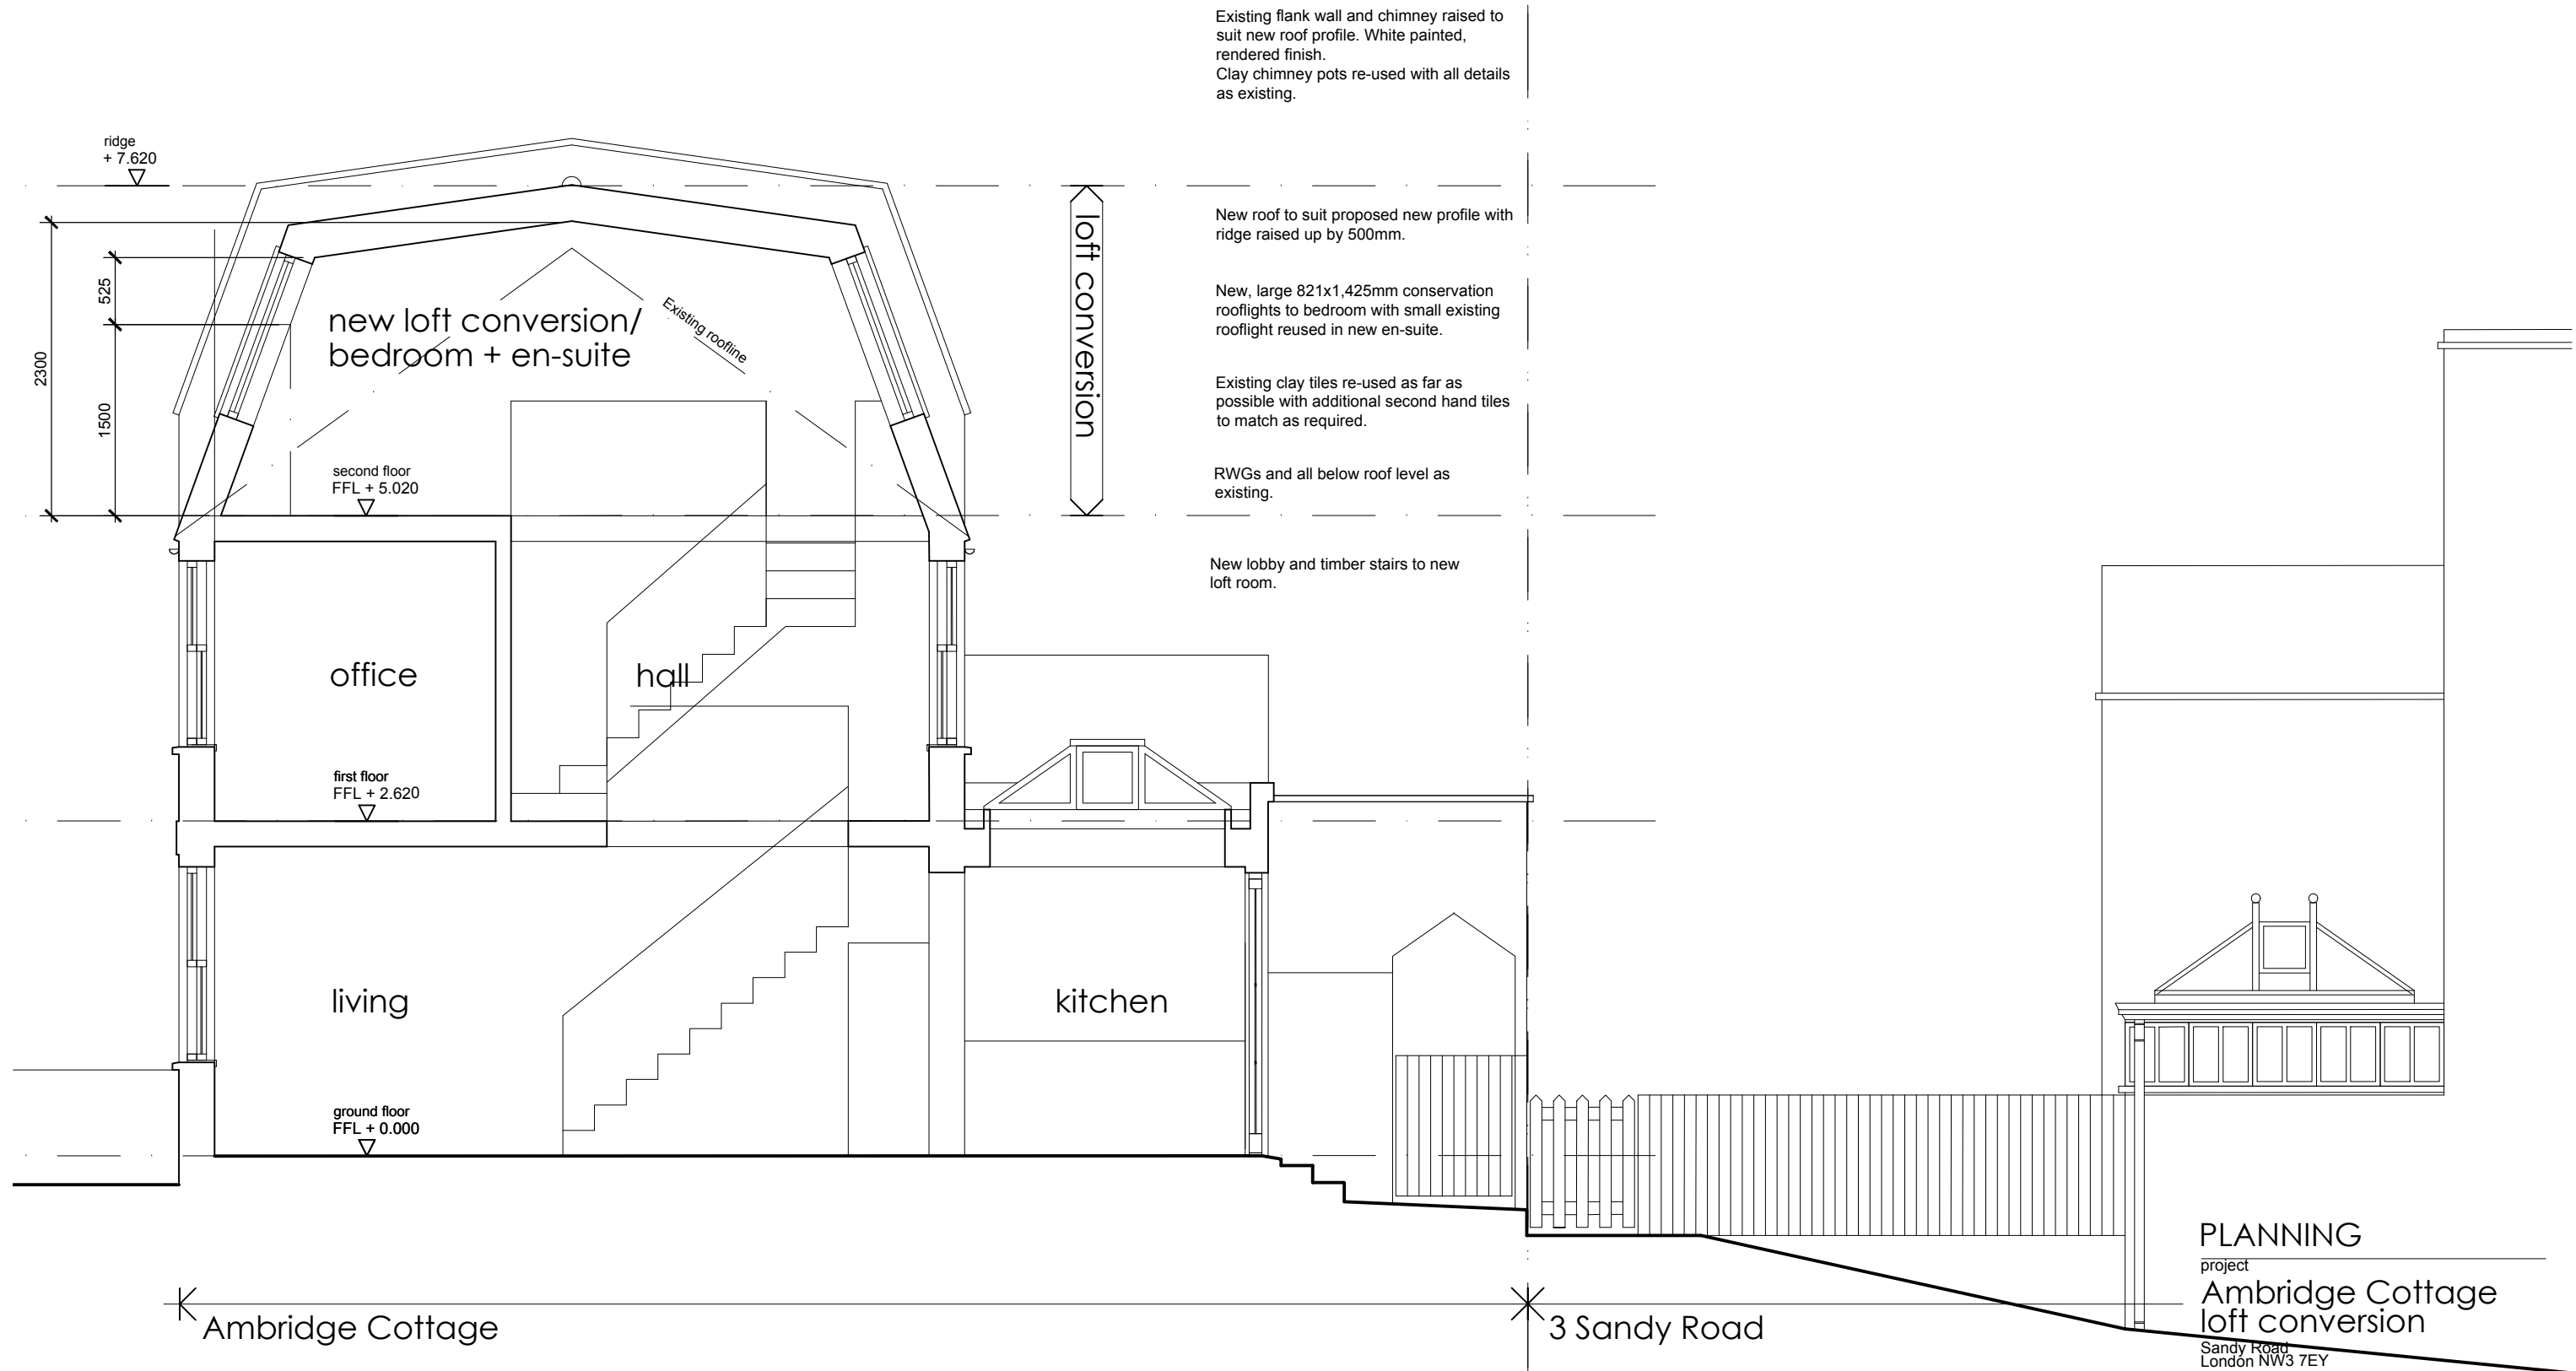 Existing flank wall and chimney raised to
suit new roof profile. White painted,
rendered finish.
Clay chimney pots re-used with all details
as existing.
ridge
+ 7.620
New roof to suit proposed new profile with
ridge raised up by 500mm.
loft conversion
New, large 821x1,425mm conservation
rooflights to bedroom with small existing
rooflight reused in new en-suite.
525
2300
1500
new loft conversion/
bedroom + en-suite
Existing roofline
Existing clay tiles re-used as far as
possible with additional second hand tiles
to match as required.
second floor
FFL + 5.020
RWGs and all below roof level as
existing.
New lobby and timber stairs to new
loft room.
office
hall
first floor
FFL + 2.620
living
kitchen
ground floor
FFL + 0.000
Ambridge Cottage
3 Sandy Road
PLANNING
project
Ambridge Cottage
loft conversion
Sandy Road
London NW3 7EY